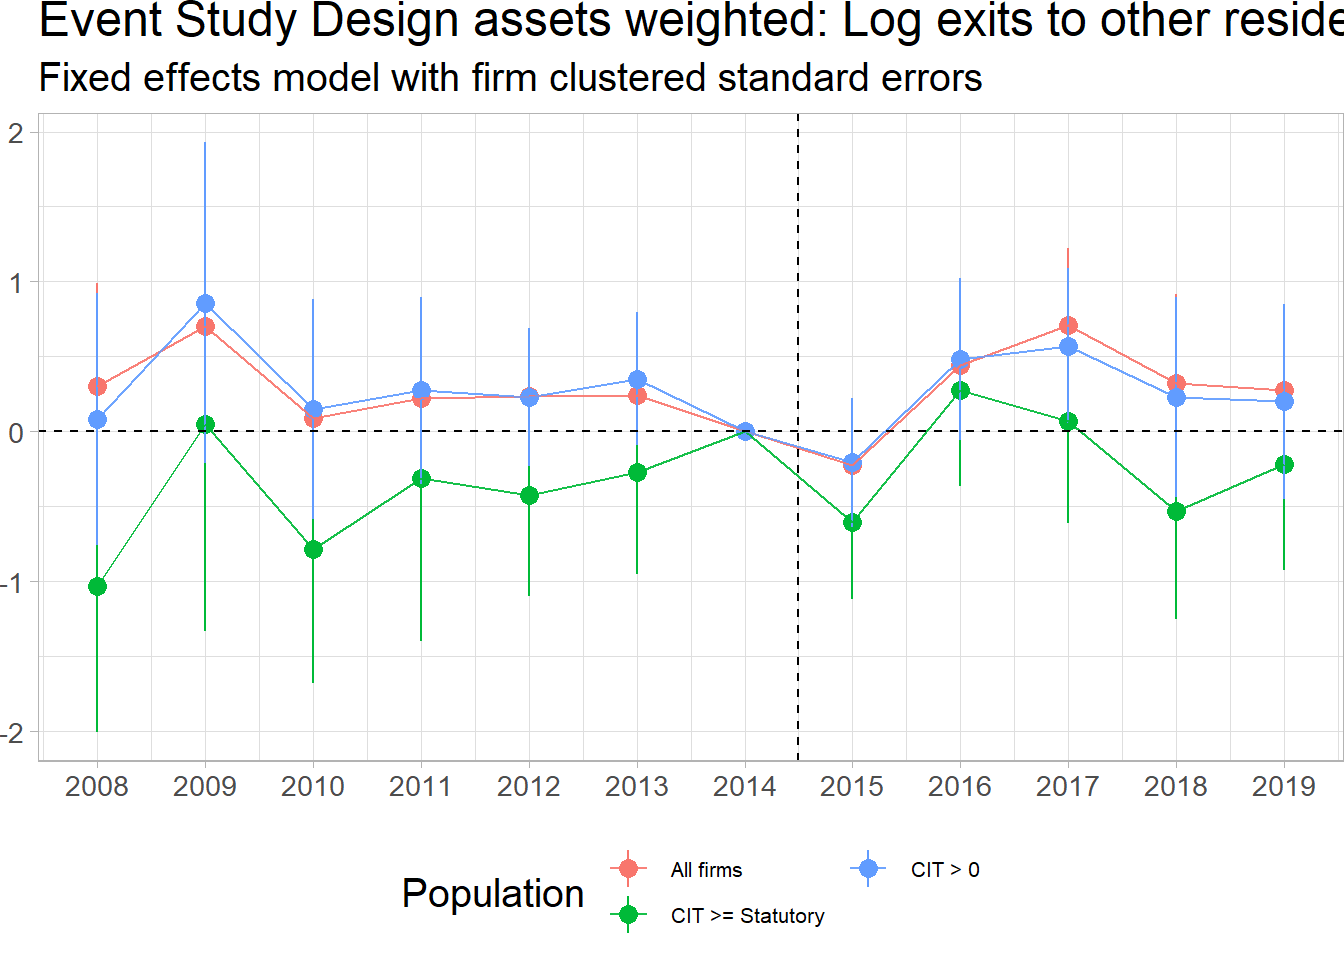 Event Study Design assets weighted: Log exits to other reside
Fixed effects model with firm clustered standard errors
2
1
0
-1
-2
2008 2009 2010 2011 2012 2013 2014 2015 2016 2017 2018 2019
Population
All firms
CIT > 0
CIT >= Statutory